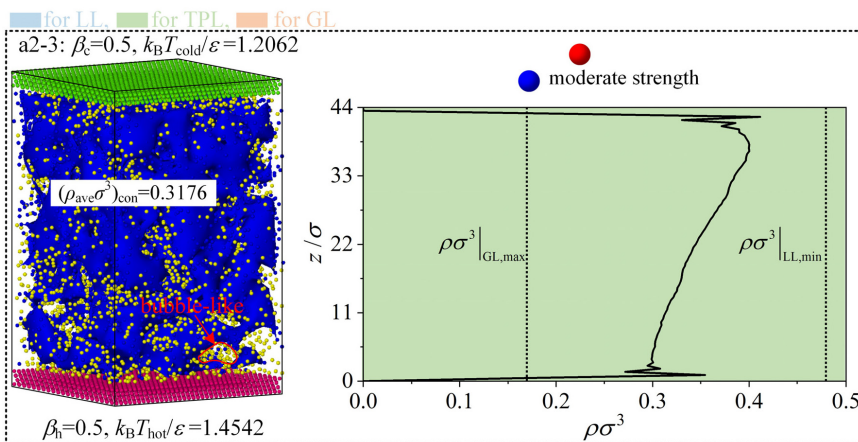 for LL, for TPL, for GL
a2-3: βc=0.5, kBTcold/ε=1.2062
moderate strength
(ρaveσ³)con=0.3176
bubble-like
βh=0.5, kBThot/ε=1.4542
44
33
22
11
0
z/σ
ρσ³|GL,max
ρσ³|LL,min
0.0 0.1 0.2 0.3 0.4 0.5
ρσ³